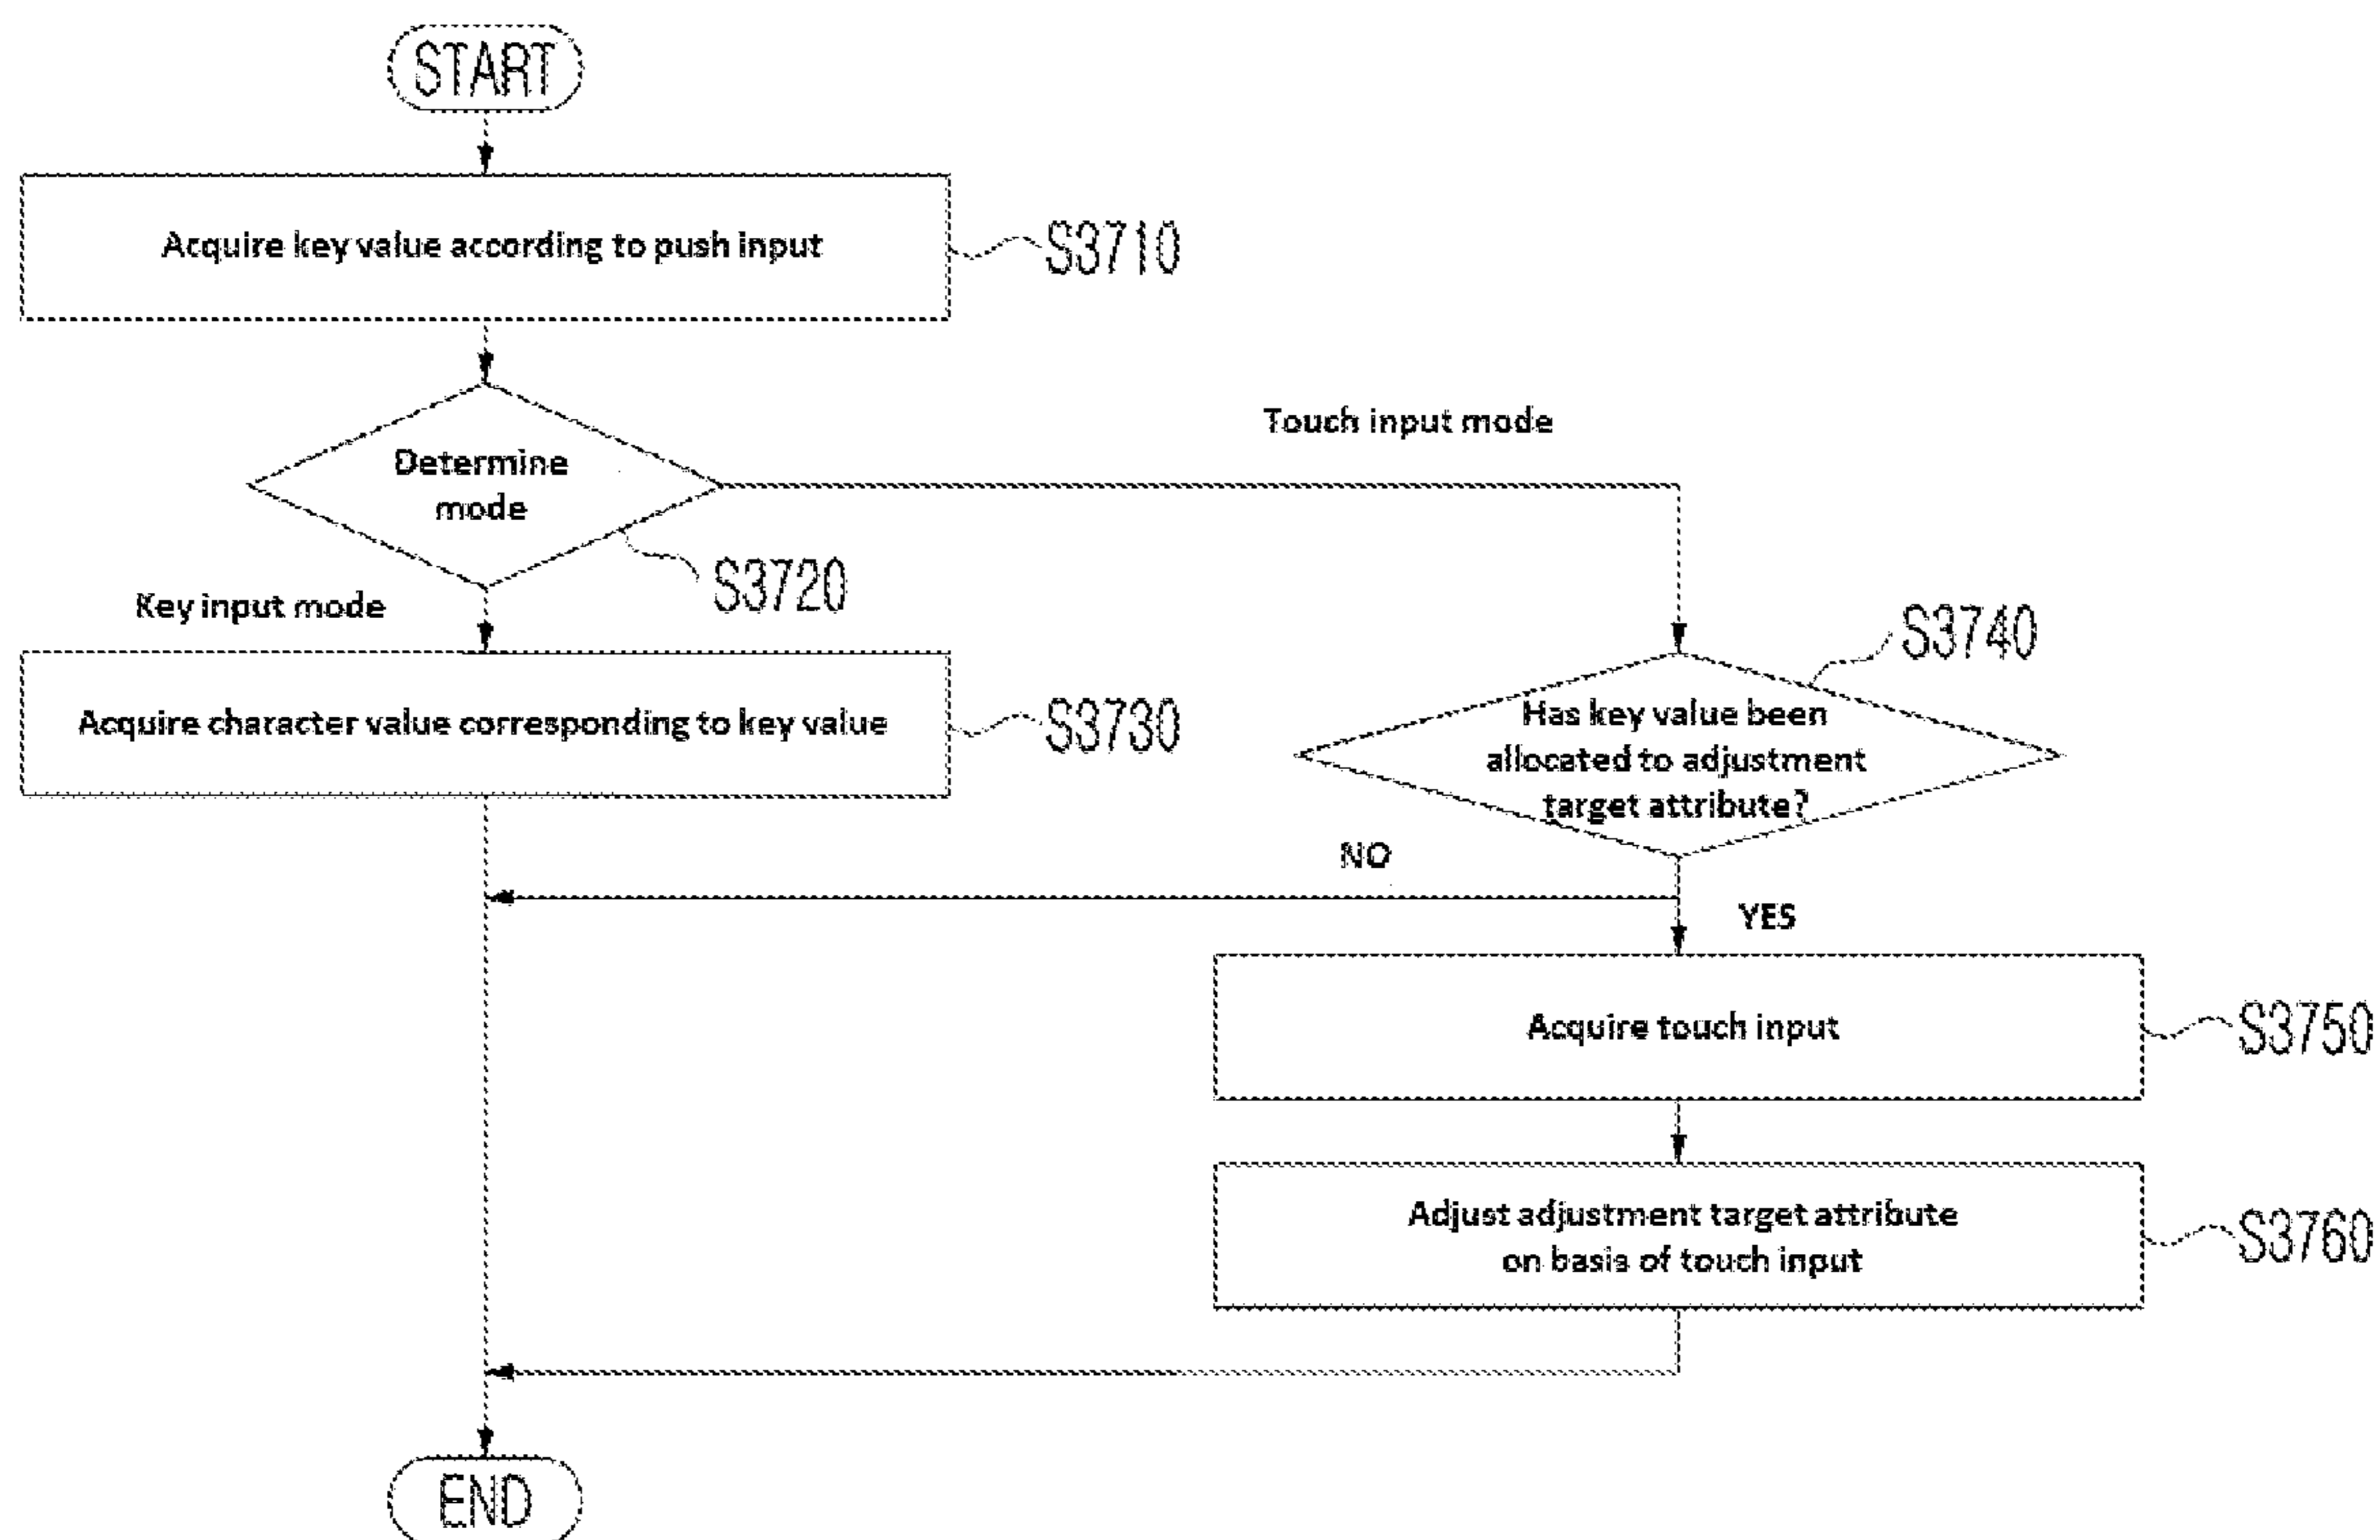 START
Acquire key value according to push input
S3710
Touch input mode
Determine
mode
S3720
Key input mode
S3740
Acquire character value corresponding to key value
S3730
Has key value been
allocated to adjustment
target attribute?
NO
YES
Acquire touch input
S3750
Adjust adjustment target attribute
on basis of touch input
S3760
END